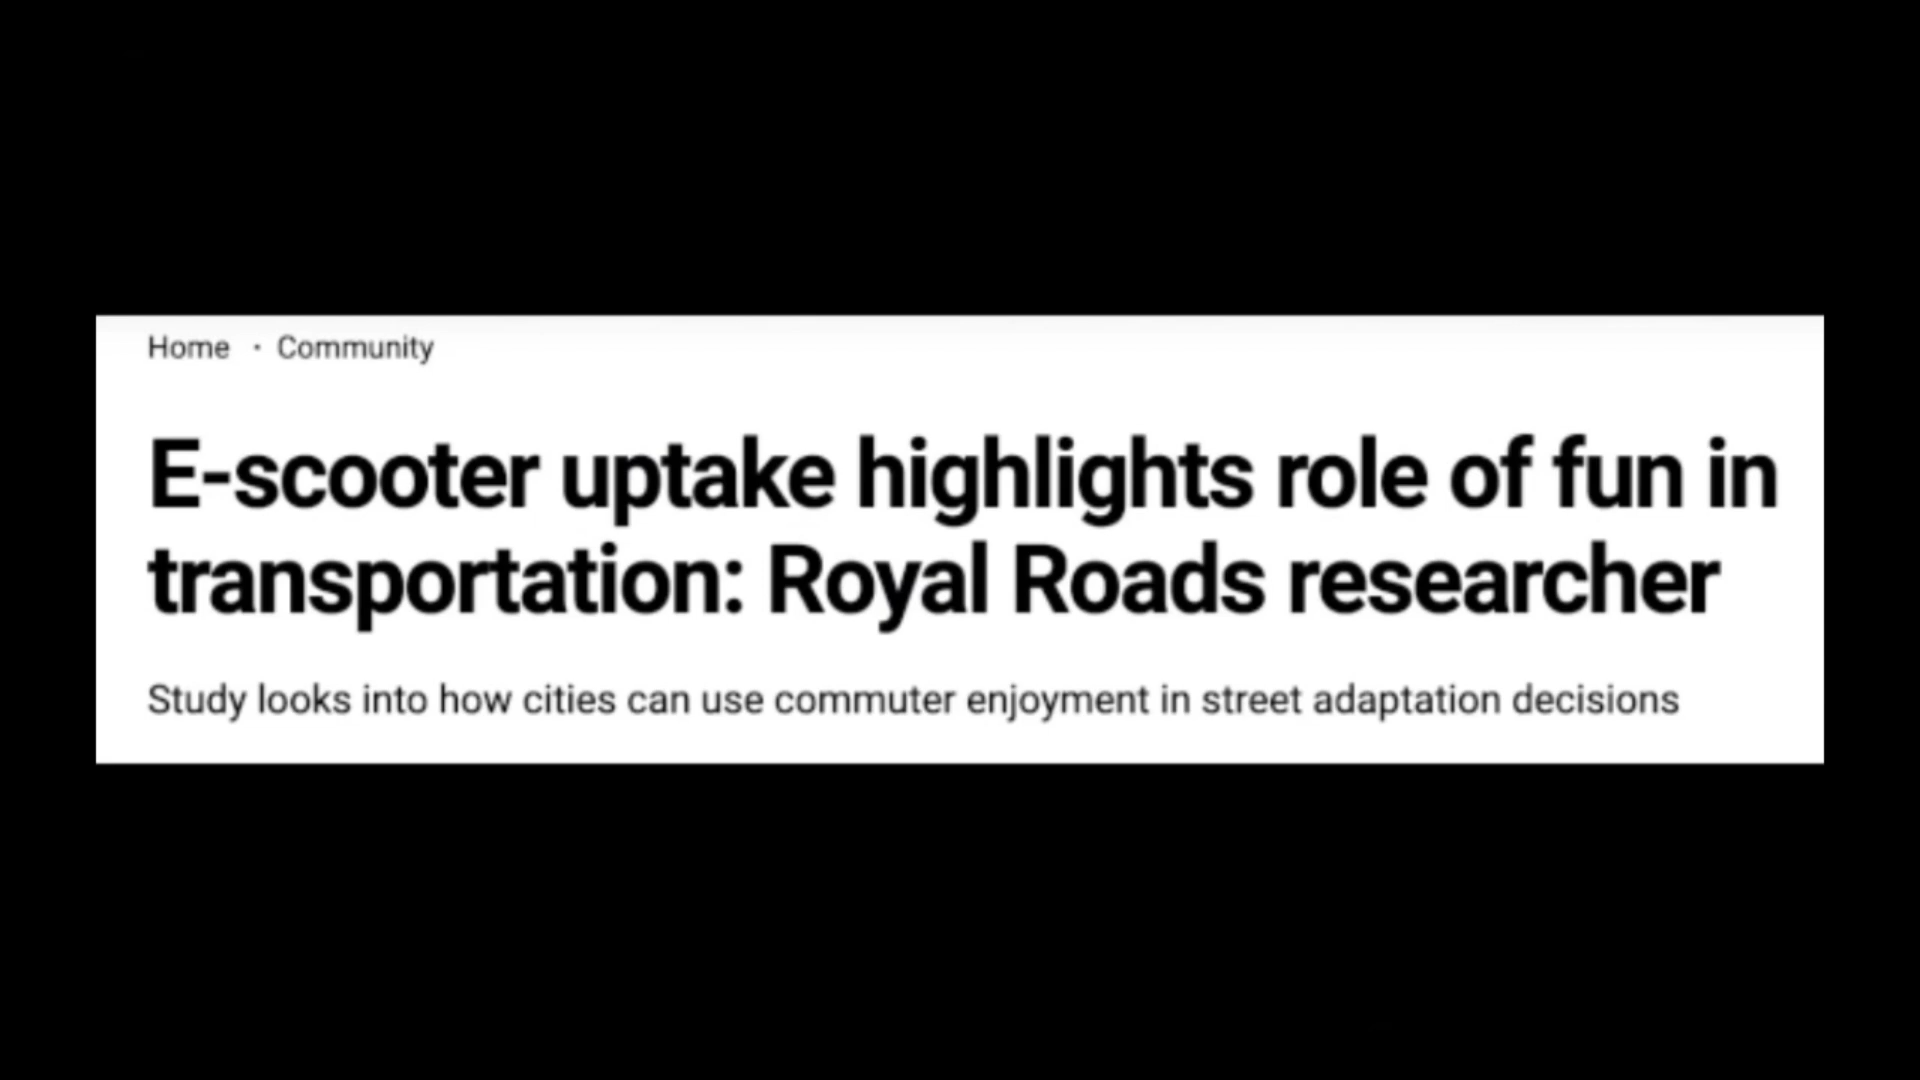 Home · Community
E-scooter uptake highlights role of fun in
transportation: Royal Roads researcher
Study looks into how cities can use commuter enjoyment in street adaptation decisions